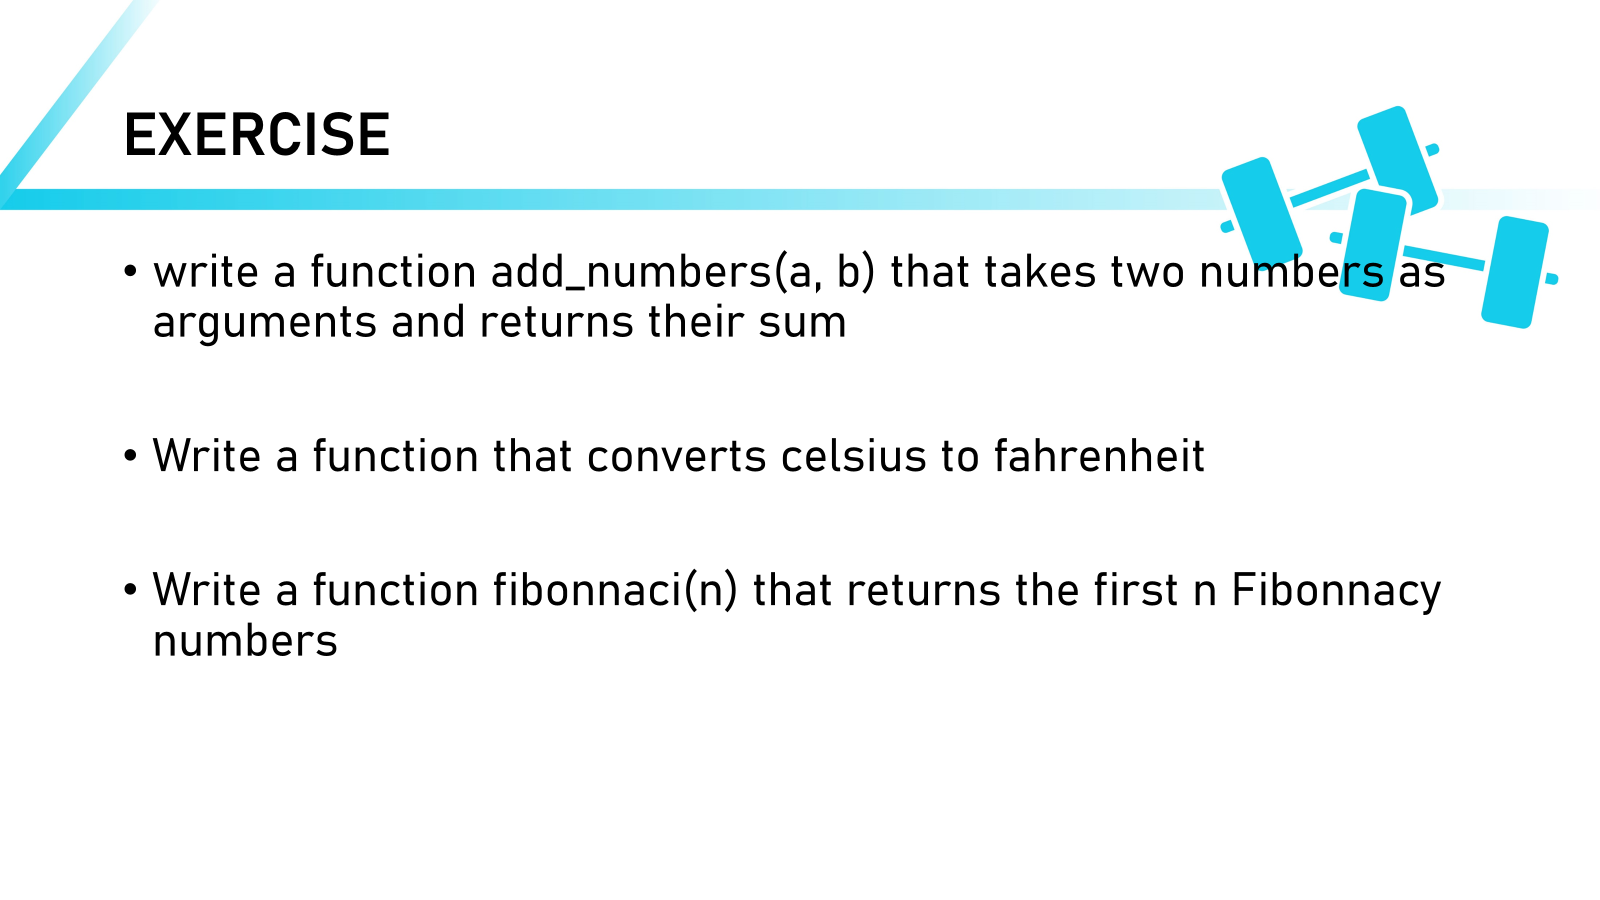 EXERCISE
• write a function add_numbers(a, b) that takes two numbers as
arguments and returns their sum
• Write a function that converts celsius to fahrenheit
• Write a function fibonnaci(n) that returns the first n Fibonnacy
numbers